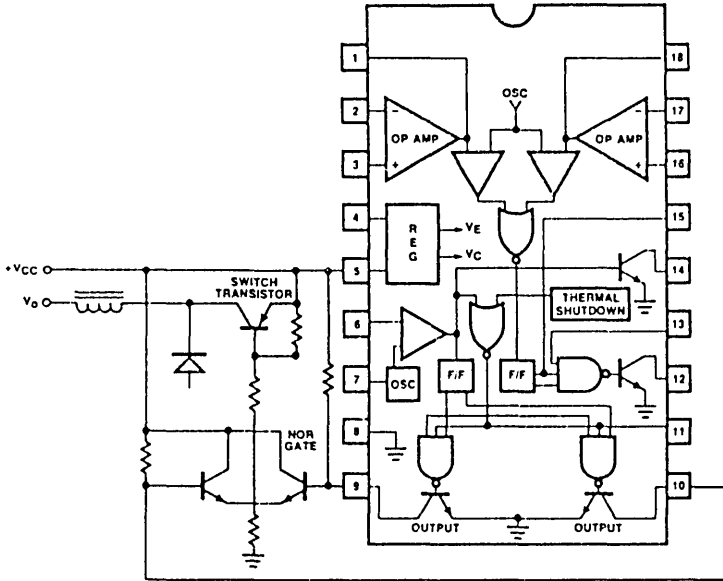 1
18
OSC
2
−
OP AMP
+
3
−
17
OP AMP
+
16
4
R
E
G
VE
VC
15
+VCC
5
14
SWITCH
TRANSISTOR
Vo
THERMAL
SHUTDOWN
6
13
7
OSC
F/F
F/F
12
8
11
NOR
GATE
9
10
OUTPUT
OUTPUT